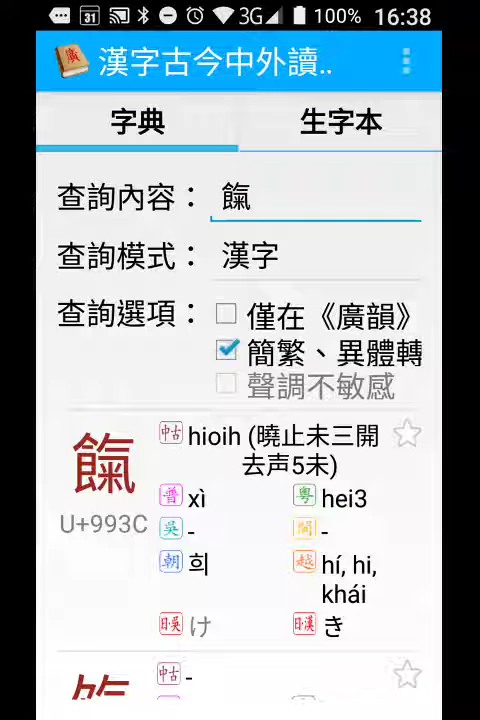 31 3G 100% 16:38
廣 漢字古今中外讀..
字典 生字本
查詢內容： 餼
查詢模式： 漢字
查詢選項： 僅在《廣韻》
簡繁、異體轉
聲調不敏感
餼 中古 hioih (曉止未三開
去声5未)
U+993C 普 xì 粤 hei3
吳 - 閩 -
朝 희 越 hí, hi,
khái
日吳 け 日漢 き
中古 -